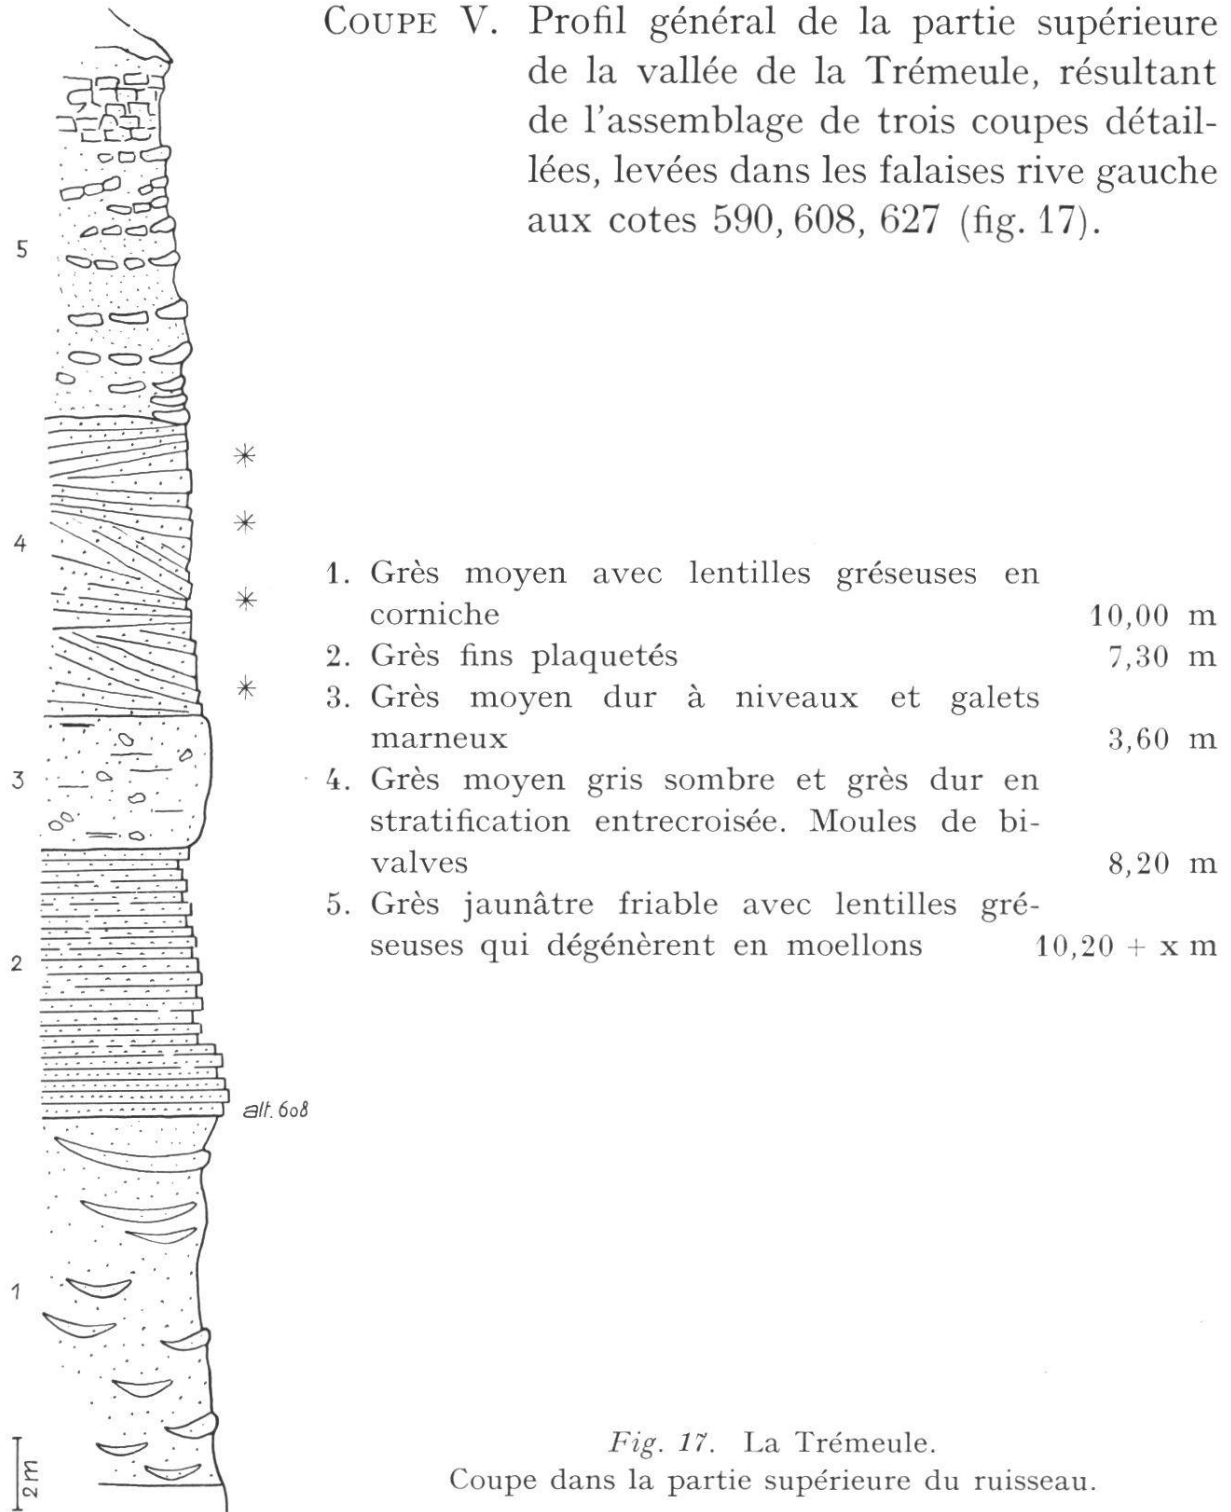 COUPE V. Profil général de la partie supérieure
de la vallée de la Trémeule, résultant
de l'assemblage de trois coupes détail-
lées, levées dans les falaises rive gauche
aux cotes 590, 608, 627 (fig. 17).
5
4
3
2
alt. 608
1
2m
1. Grès moyen avec lentilles gréseuses en
corniche 10,00 m
2. Grès fins plaquetés 7,30 m
3. Grès moyen dur à niveaux et galets
marneux 3,60 m
4. Grès moyen gris sombre et grès dur en
stratification entrecroisée. Moules de bi-
valves 8,20 m
5. Grès jaunâtre friable avec lentilles gré-
seuses qui dégénèrent en moellons 10,20 + x m
Fig. 17. La Trémeule.
Coupe dans la partie supérieure du ruisseau.